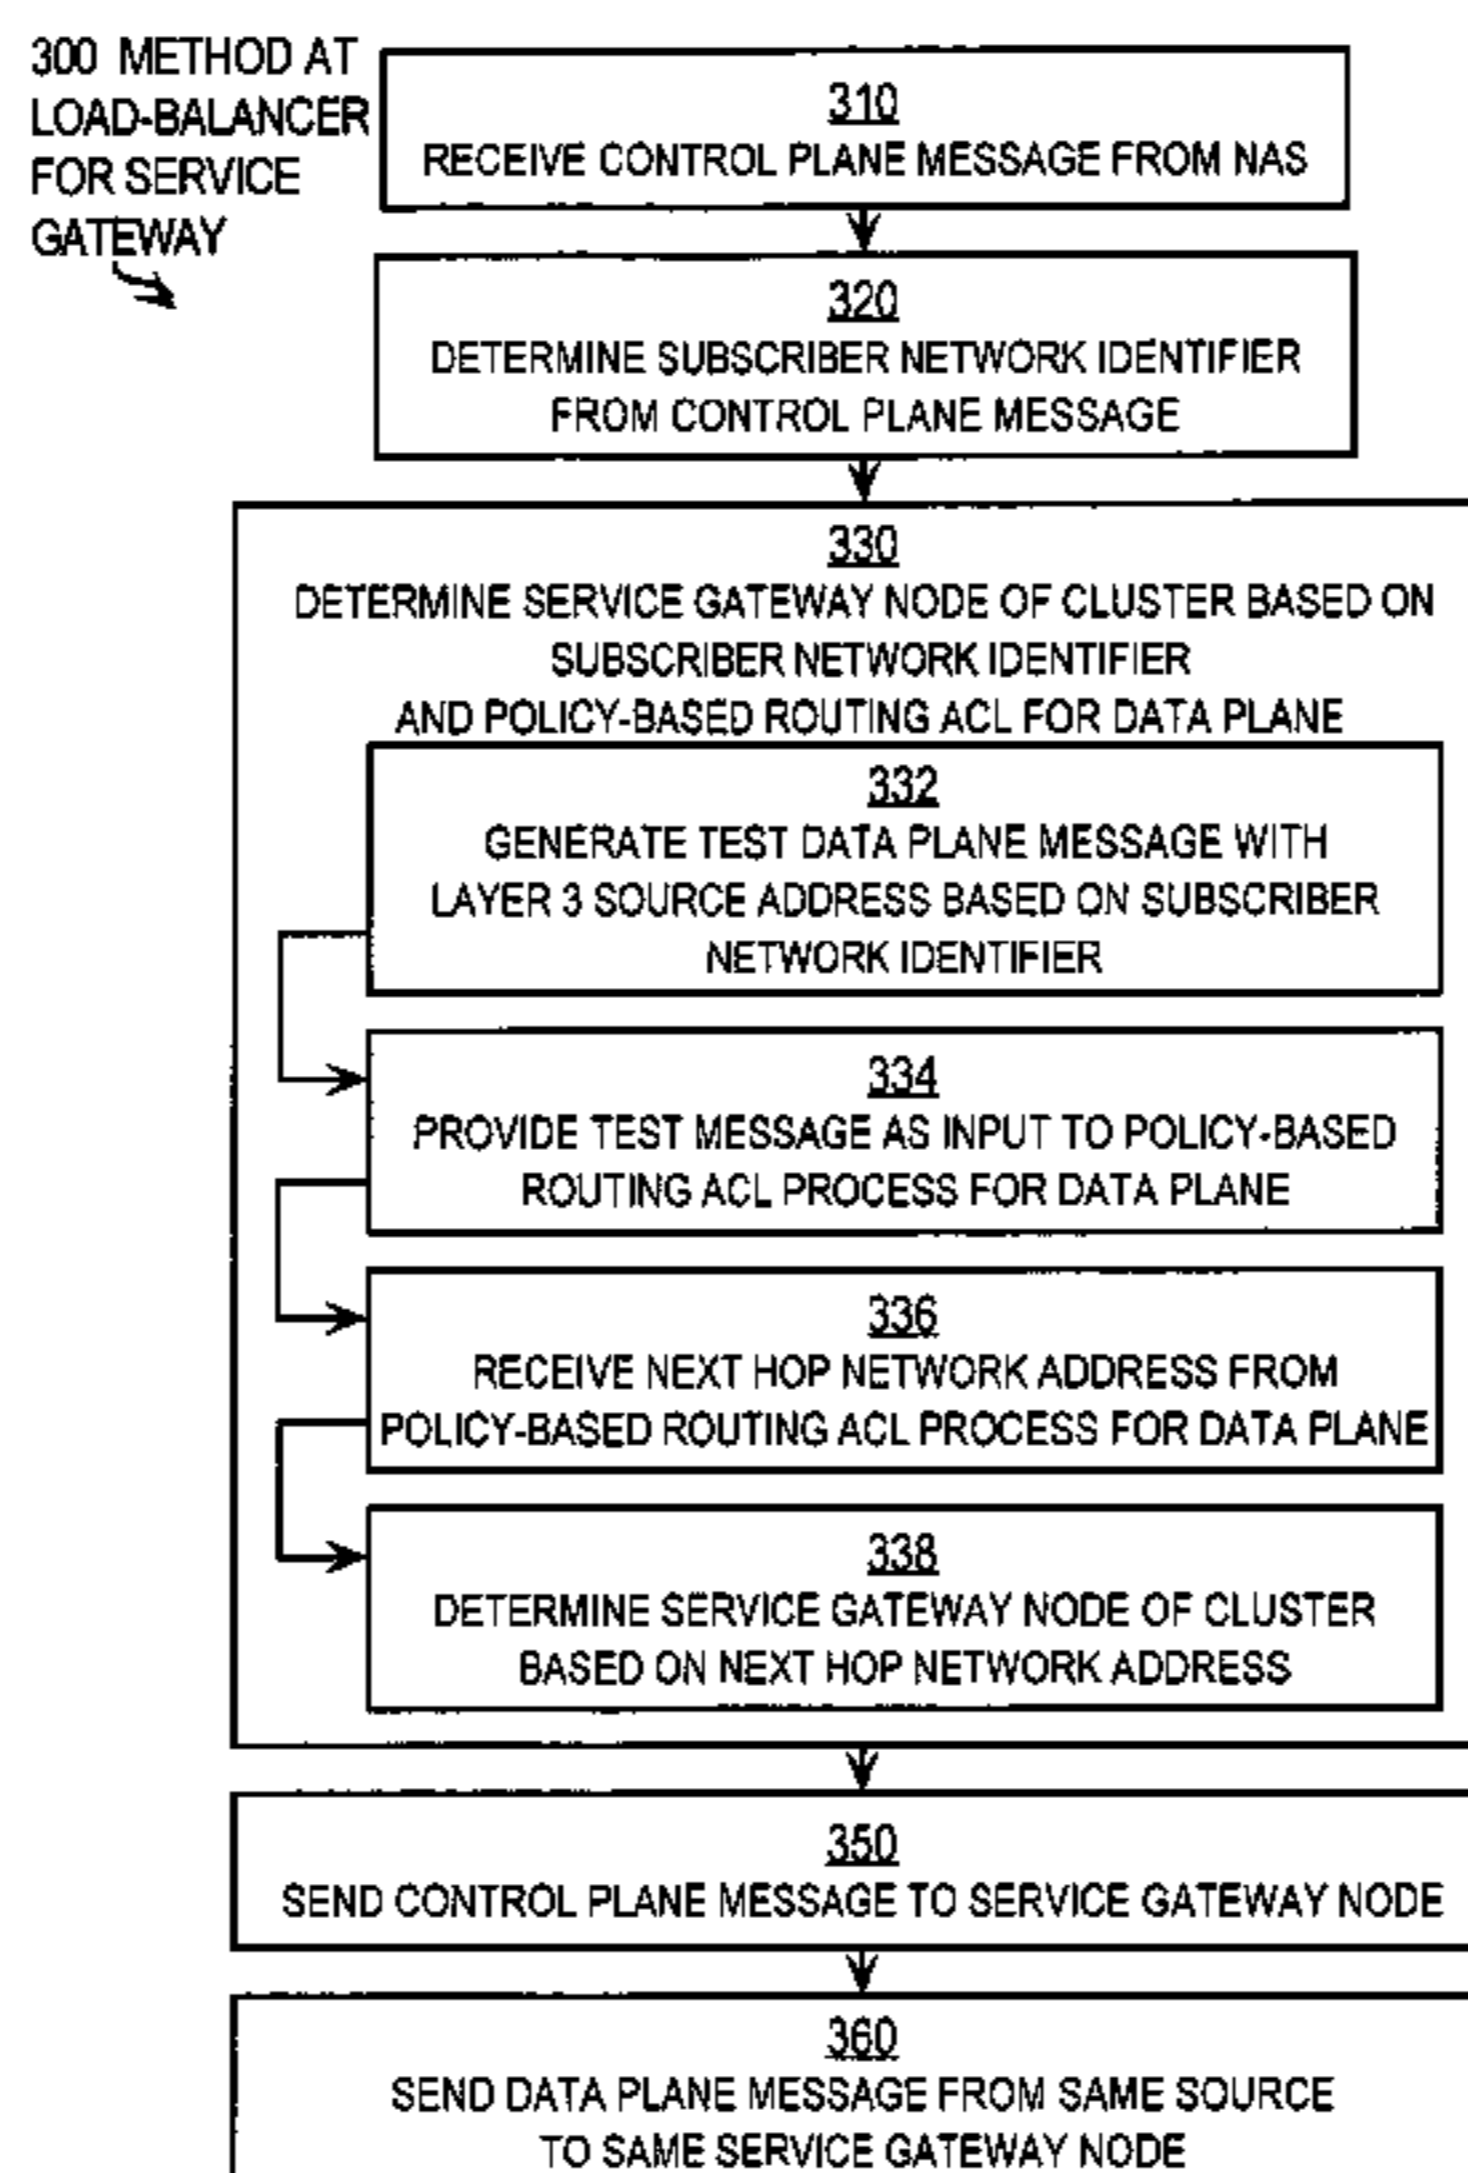 300 METHOD AT
LOAD-BALANCER
FOR SERVICE
GATEWAY
310
RECEIVE CONTROL PLANE MESSAGE FROM NAS
320
DETERMINE SUBSCRIBER NETWORK IDENTIFIER
FROM CONTROL PLANE MESSAGE
330
DETERMINE SERVICE GATEWAY NODE OF CLUSTER BASED ON
SUBSCRIBER NETWORK IDENTIFIER
AND POLICY-BASED ROUTING ACL FOR DATA PLANE
332
GENERATE TEST DATA PLANE MESSAGE WITH
LAYER 3 SOURCE ADDRESS BASED ON SUBSCRIBER
NETWORK IDENTIFIER
334
PROVIDE TEST MESSAGE AS INPUT TO POLICY-BASED
ROUTING ACL PROCESS FOR DATA PLANE
336
RECEIVE NEXT HOP NETWORK ADDRESS FROM
POLICY-BASED ROUTING ACL PROCESS FOR DATA PLANE
338
DETERMINE SERVICE GATEWAY NODE OF CLUSTER
BASED ON NEXT HOP NETWORK ADDRESS
350
SEND CONTROL PLANE MESSAGE TO SERVICE GATEWAY NODE
360
SEND DATA PLANE MESSAGE FROM SAME SOURCE
TO SAME SERVICE GATEWAY NODE